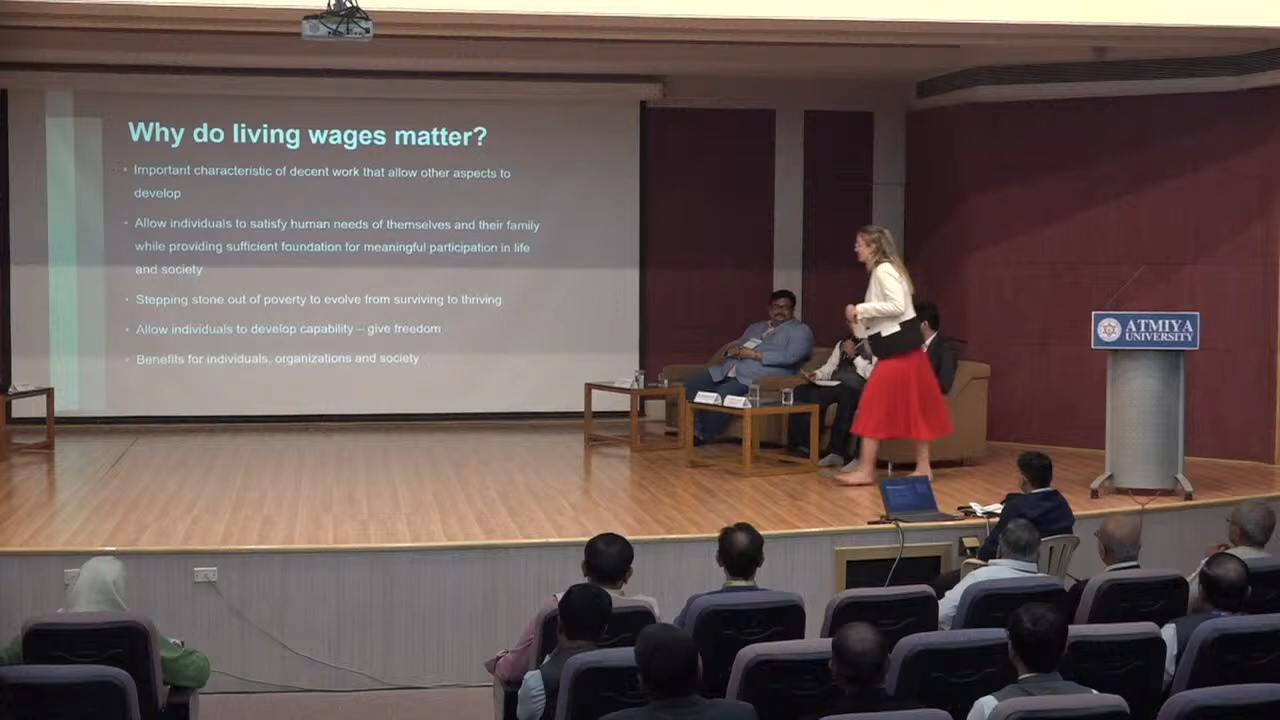 Why do living wages matter?
• Important characteristic of decent work that allow other aspects to
develop
• Allow individuals to satisfy human needs of themselves and their family
while providing sufficient foundation for meaningful participation in life
and society
• Stepping stone out of poverty to evolve from surviving to thriving
• Allow individuals to develop capability – give freedom
• Benefits for individuals, organizations and society
ATMIYA
UNIVERSITY